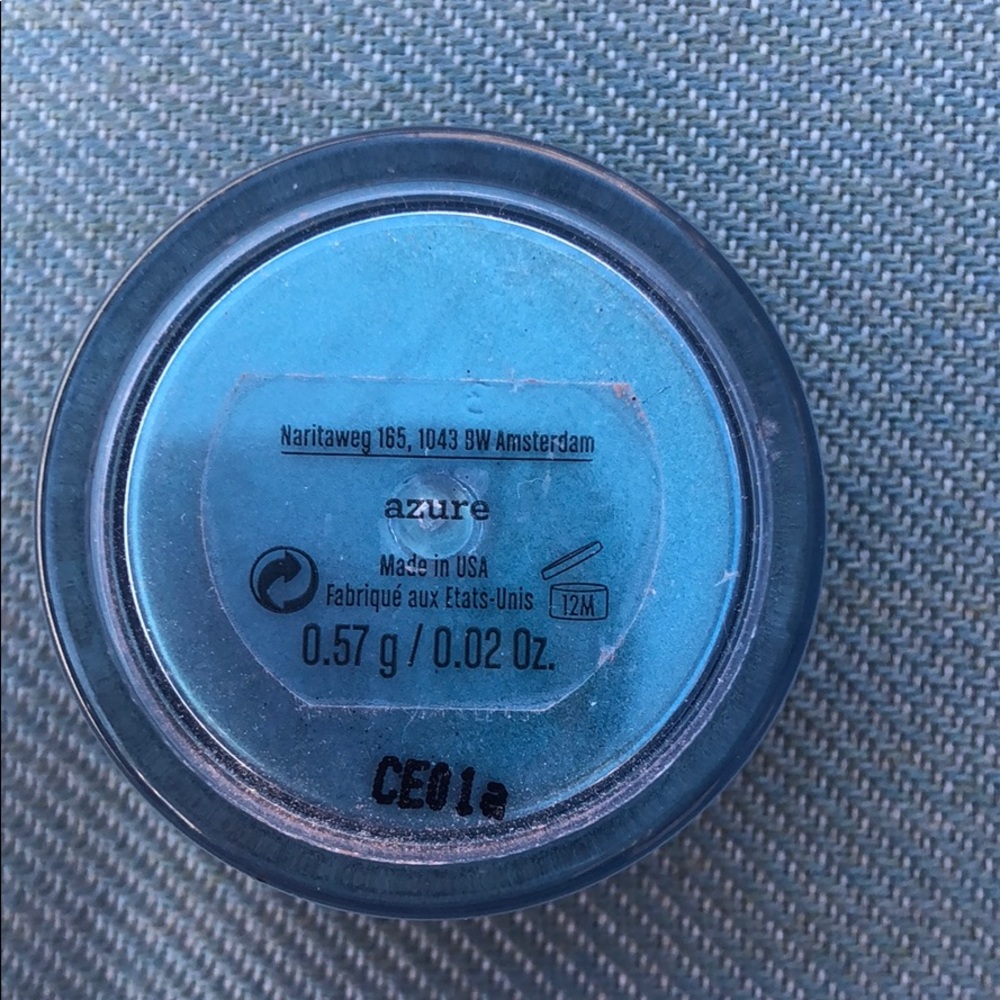 Naritaweg 165, 1043 BW Amsterdam
azure
Made in USA
Fabriqué aux Etats-Unis
12M
0.57 g / 0.02 Oz.
CE01a